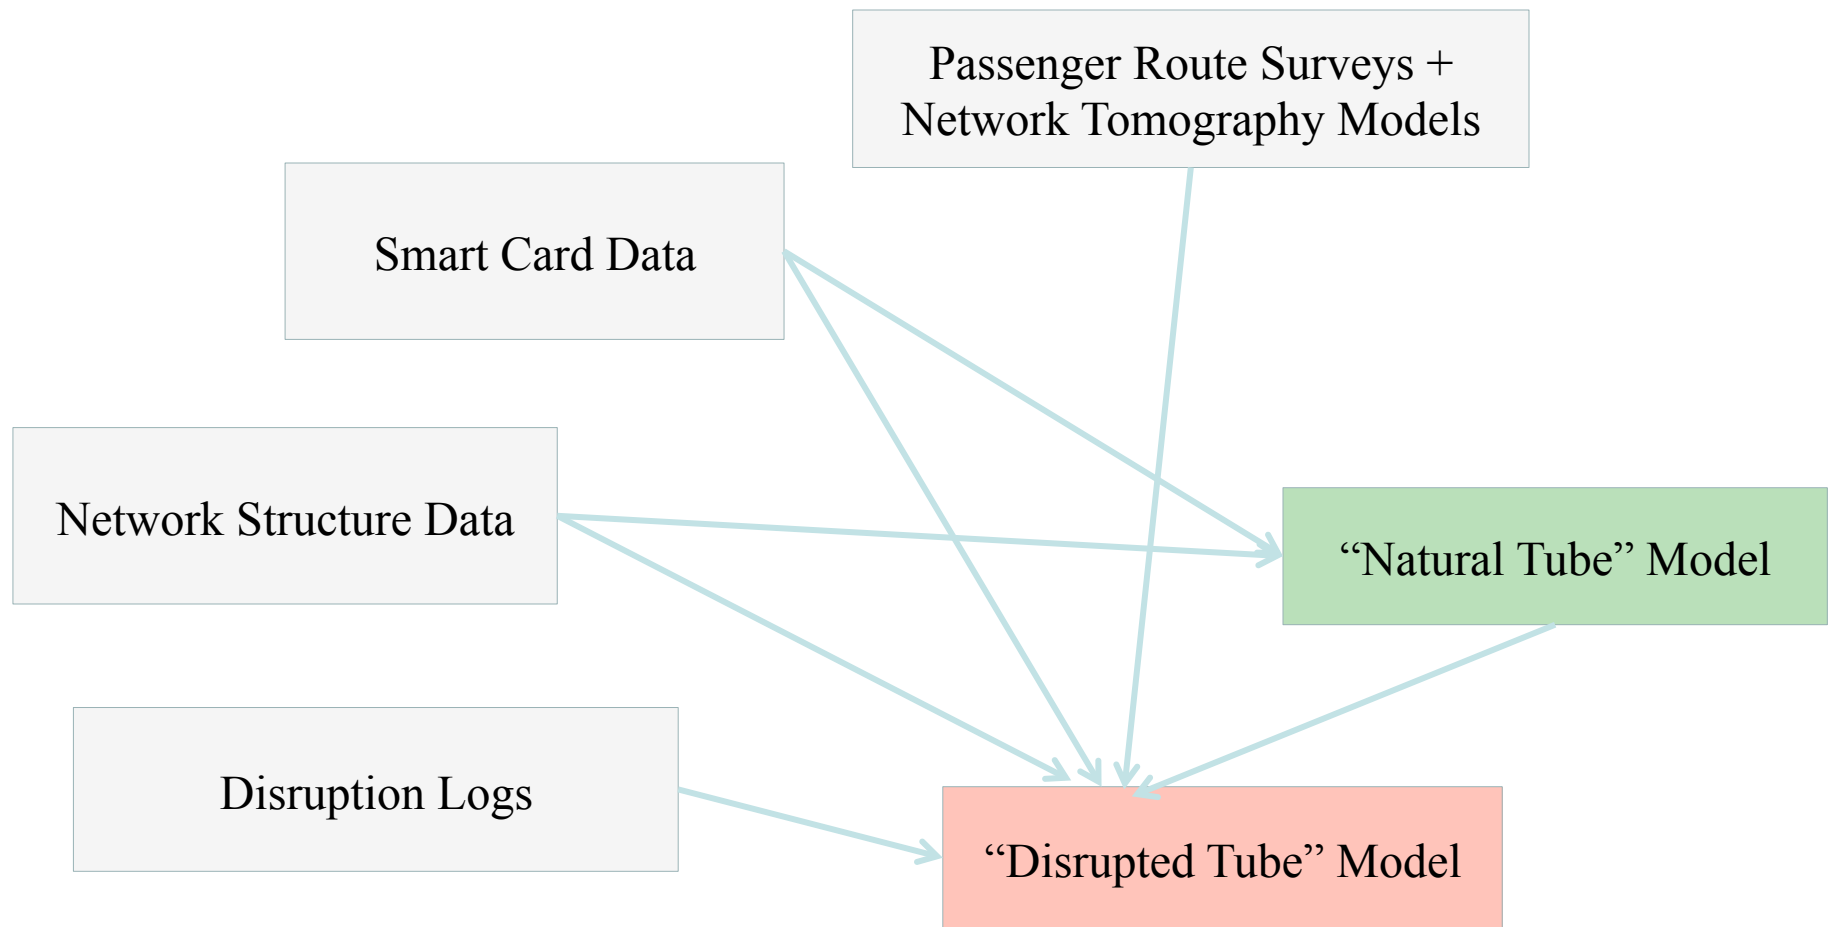 Passenger Route Surveys +
Network Tomography Models
Smart Card Data
Network Structure Data
“Natural Tube” Model
Disruption Logs
“Disrupted Tube” Model